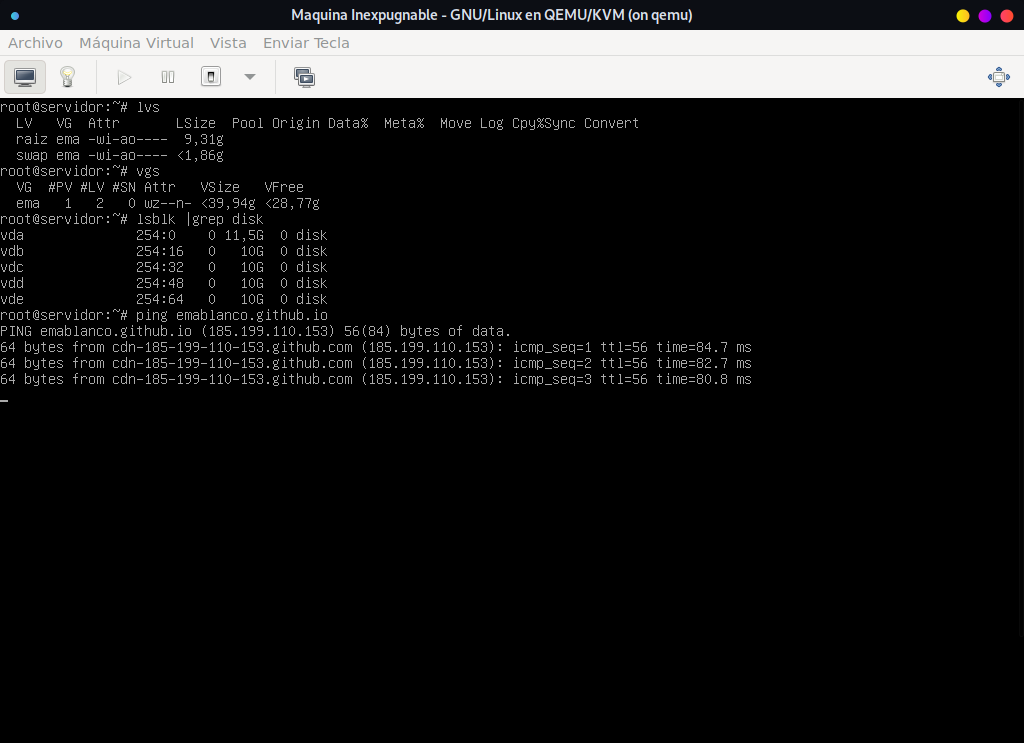 Maquina Inexpugnable - GNU/Linux en QEMU/KVM (on qemu)
Archivo Máquina Virtual Vista Enviar Tecla
root@servidor:~# lvs
  LV   VG  Attr       LSize  Pool Origin Data%  Meta%  Move Log Cpy%Sync Convert
  raiz ema -wi-ao----  9,31g
  swap ema -wi-ao---- <1,86g
root@servidor:~# vgs
  VG  #PV #LV #SN Attr   VSize   VFree
  ema   1   2   0 wz--n- <39,94g <28,77g
root@servidor:~# lsblk |grep disk
vda              254:0    0 11,5G  0 disk
vdb              254:16   0   10G  0 disk
vdc              254:32   0   10G  0 disk
vdd              254:48   0   10G  0 disk
vde              254:64   0   10G  0 disk
root@servidor:~# ping emablanco.github.io
PING emablanco.github.io (185.199.110.153) 56(84) bytes of data.
64 bytes from cdn-185-199-110-153.github.com (185.199.110.153): icmp_seq=1 ttl=56 time=84.7 ms
64 bytes from cdn-185-199-110-153.github.com (185.199.110.153): icmp_seq=2 ttl=56 time=82.7 ms
64 bytes from cdn-185-199-110-153.github.com (185.199.110.153): icmp_seq=3 ttl=56 time=80.8 ms